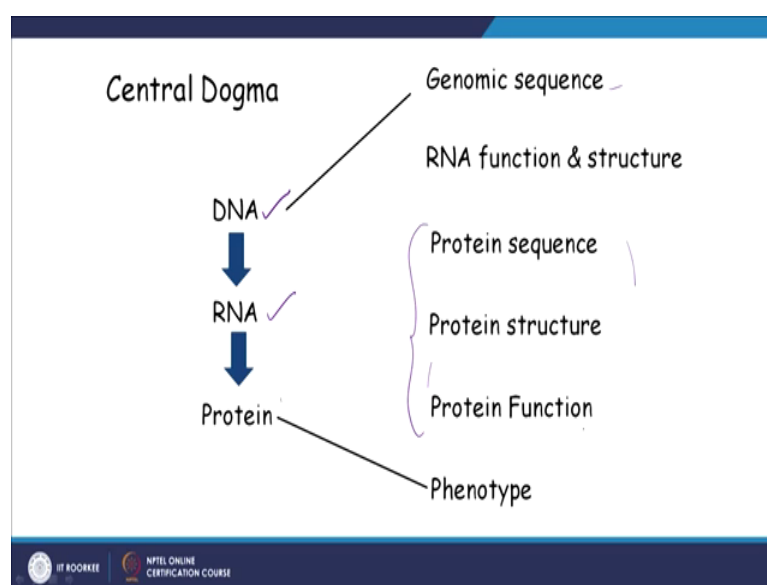 Central Dogma
DNA
RNA
Protein
Genomic sequence
RNA function & structure
Protein sequence
Protein structure
Protein Function
Phenotype
IIT ROORKEE
NPTEL ONLINE
CERTIFICATION COURSE